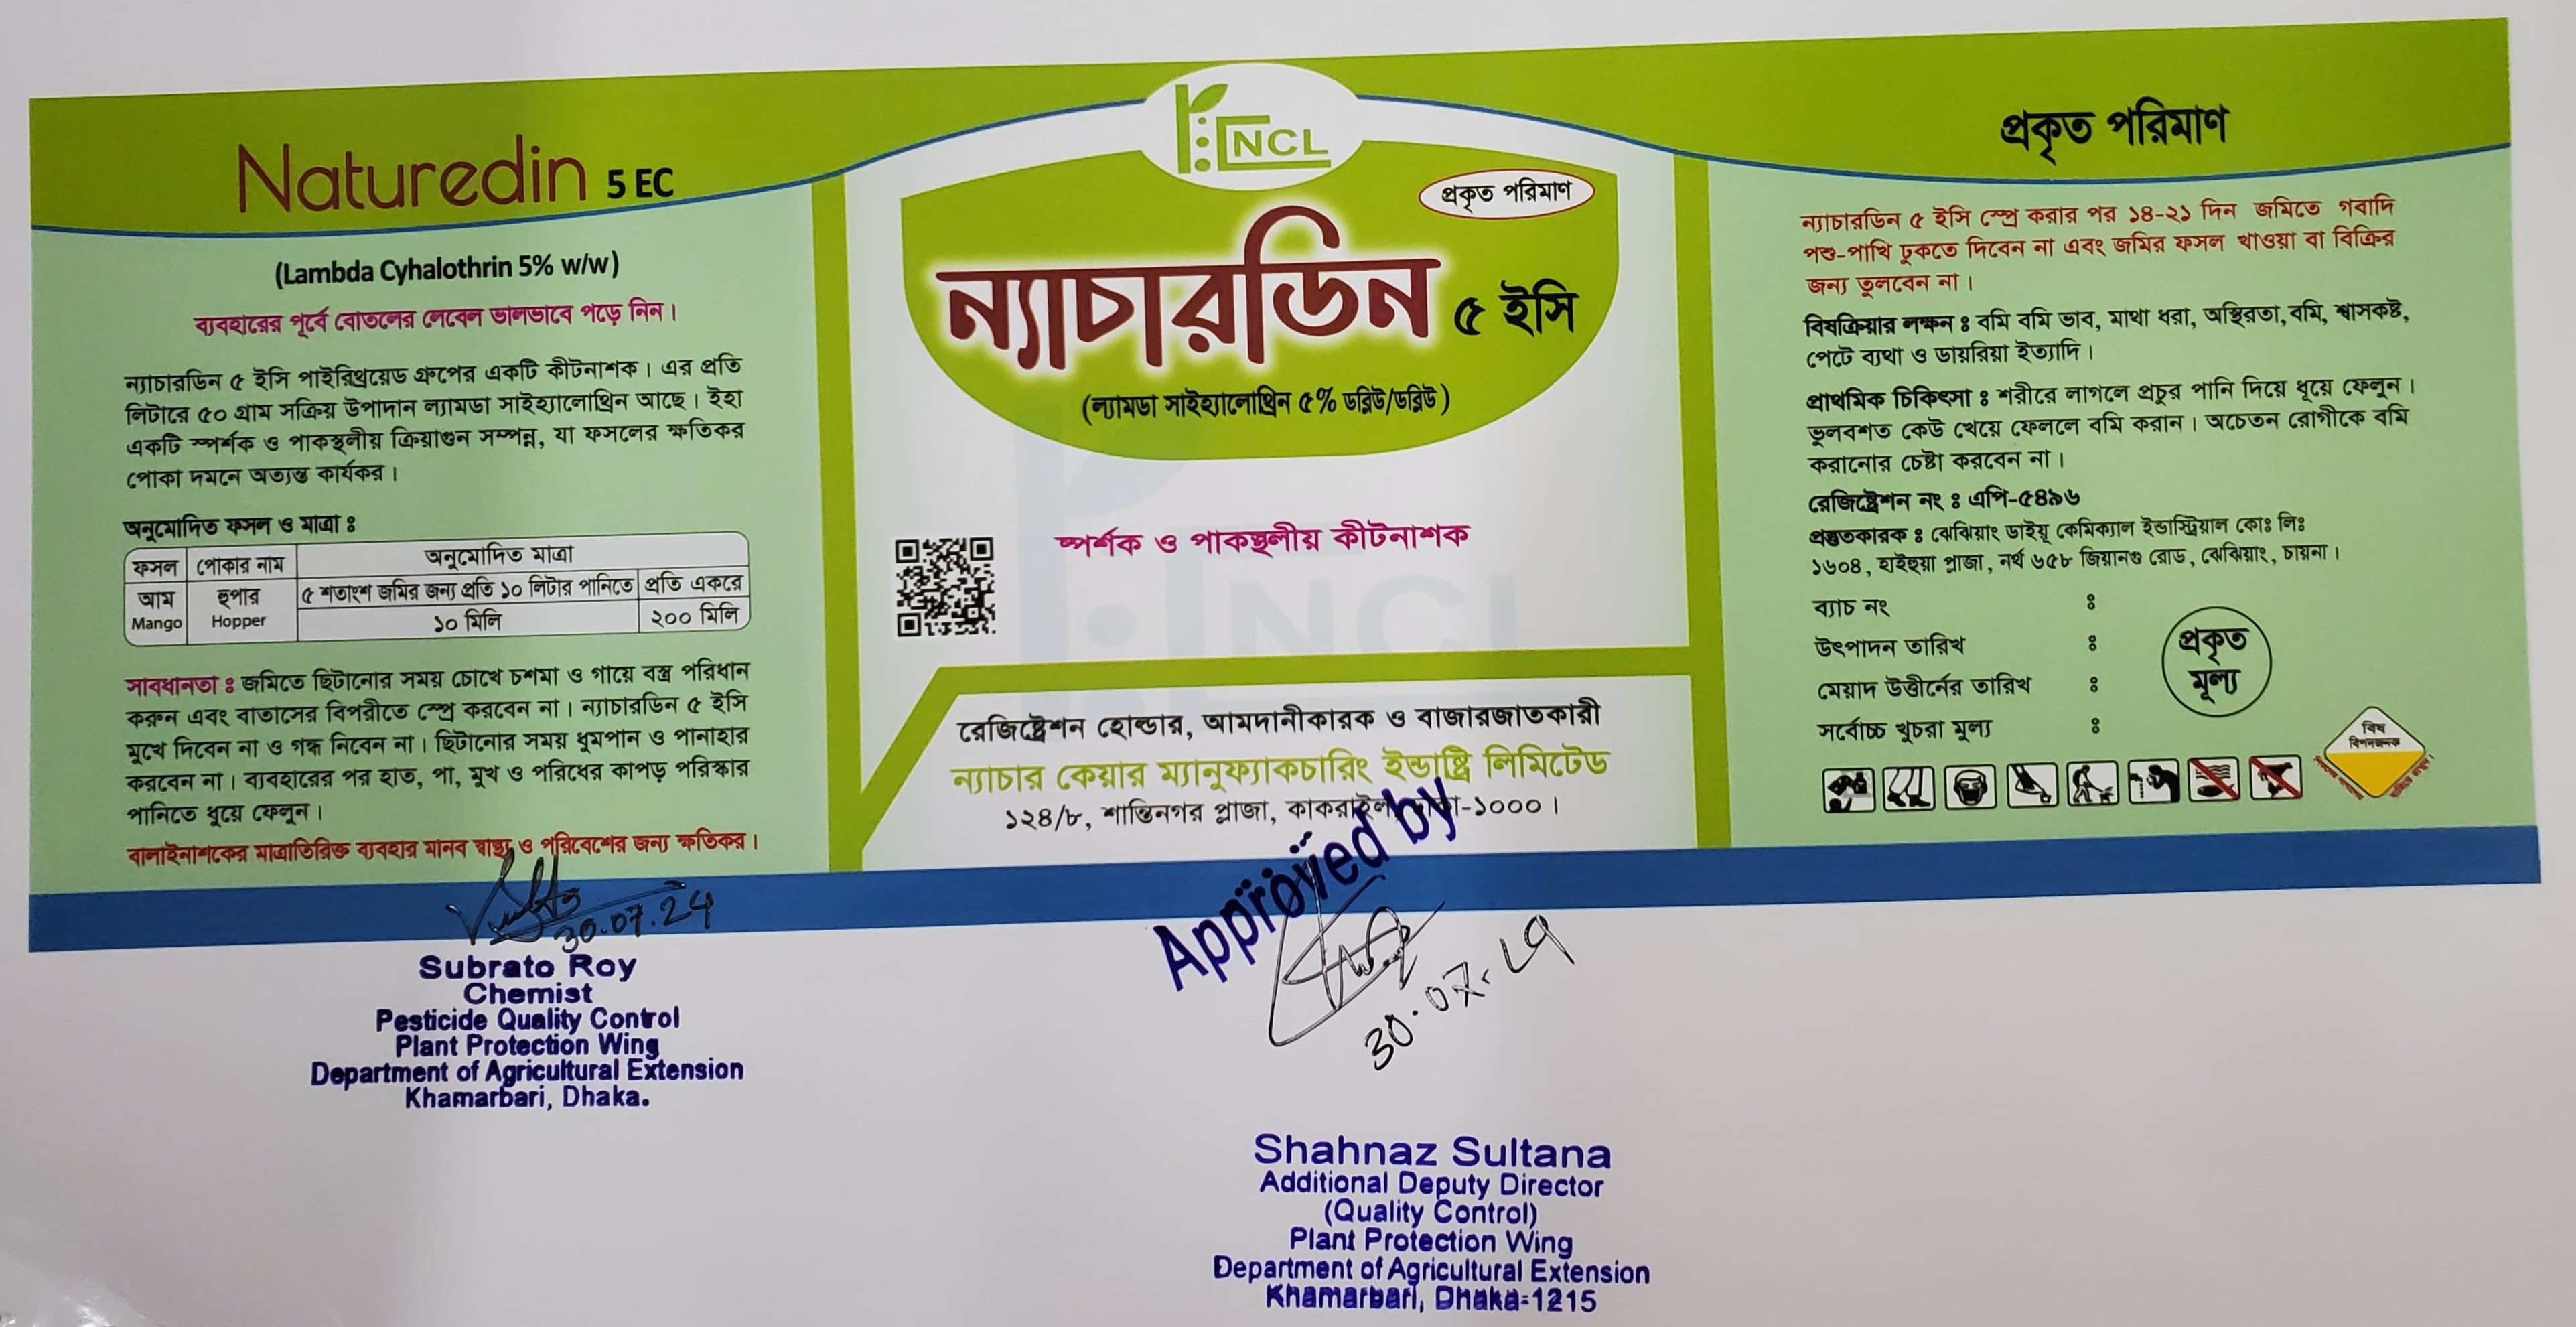 Naturedin 5 EC
(Lambda Cyhalothrin 5% w/w)
ব্যবহারের পূর্বে বোতলের লেবেল ভালভাবে পড়ে নিন।
ন্যাচারডিন ৫ ইসি পাইরিথ্রয়েড গ্রুপের একটি কীটনাশক। এর প্রতি
লিটারে ৫০ গ্রাম সক্রিয় উপাদান ল্যামডা সাইহ্যালোথ্রিন আছে। ইহা
একটি স্পর্শক ও পাকস্থলীয় ক্রিয়াগুন সম্পন্ন, যা ফসলের ক্ষতিকর
পোকা দমনে অত্যন্ত কার্যকর।
অনুমোদিত ফসল ও মাত্রা ঃ
ফসল পোকার নাম অনুমোদিত মাত্রা
৫ শতাংশ জমির জন্য প্রতি ১০ লিটার পানিতে প্রতি একরে
আম হুপার
Mango Hopper ১০ মিলি ২০০ মিলি
সাবধানতা ঃ জমিতে ছিটানোর সময় চোখে চশমা ও গায়ে বস্ত্র পরিধান
করুন এবং বাতাসের বিপরীতে স্প্রে করবেন না। ন্যাচারডিন ৫ ইসি
মুখে দিবেন না ও গন্ধ নিবেন না। ছিটানোর সময় ধুমপান ও পানাহার
করবেন না। ব্যবহারের পর হাত, পা, মুখ ও পরিধের কাপড় পরিস্কার
পানিতে ধুয়ে ফেলুন।
বালাইনাশকের মাত্রাতিরিক্ত ব্যবহার মানব স্বাস্থ্য ও পরিবেশের জন্য ক্ষতিকর।
30.07.24
Subrato Roy
Chemist
Pesticide Quality Control
Plant Protection Wing
Department of Agricultural Extension
Khamarbari, Dhaka.
NCL
প্রকৃত পরিমাণ
ন্যাচারডিন ৫ ইসি
(ল্যামডা সাইহ্যালোথ্রিন ৫% ডব্লিউ/ডব্লিউ)
স্পর্শক ও পাকস্থলীয় কীটনাশক
NCL
রেজিষ্ট্রেশন হোল্ডার, আমদানীকারক ও বাজারজাতকারী
ন্যাচার কেয়ার ম্যানুফ্যাকচারিং ইন্ডাষ্ট্রি লিমিটেড
১২৪/৮, শান্তিনগর প্লাজা, কাকরাইল, ঢাকা-১০০০।
Approved by
30.07.24
Shahnaz Sultana
Additional Deputy Director
(Quality Control)
Plant Protection Wing
Department of Agricultural Extension
Khamarbari, Dhaka-1215
প্রকৃত পরিমাণ
ন্যাচারডিন ৫ ইসি স্প্রে করার পর ১৪-২১ দিন জমিতে গবাদি
পশু-পাখি ঢুকতে দিবেন না এবং জমির ফসল খাওয়া বা বিক্রির
জন্য তুলবেন না।
বিষক্রিয়ার লক্ষন ঃ বমি বমি ভাব, মাথা ধরা, অস্থিরতা, বমি, শ্বাসকষ্ট,
পেটে ব্যথা ও ডায়রিয়া ইত্যাদি।
প্রাথমিক চিকিৎসা ঃ শরীরে লাগলে প্রচুর পানি দিয়ে ধুয়ে ফেলুন।
ভুলবশত কেউ খেয়ে ফেললে বমি করান। অচেতন রোগীকে বমি
করানোর চেষ্টা করবেন না।
রেজিষ্ট্রেশন নং ঃ এপি-৫৪৯৬
প্রস্তুতকারক ঃ ঝেঝিয়াং ডাইয়ূ কেমিক্যাল ইন্ডাস্ট্রিয়াল কোঃ লিঃ
১৬০৪, হাইহুয়া প্লাজা, নর্থ ৬৫৮ জিয়ানগু রোড, ঝেঝিয়াং, চায়না।
ব্যাচ নং ঃ
উৎপাদন তারিখ ঃ
মেয়াদ উত্তীর্নের তারিখ ঃ
সর্বোচ্চ খুচরা মূল্য ঃ
প্রকৃত
মূল্য
বিষ
বিপদজনক